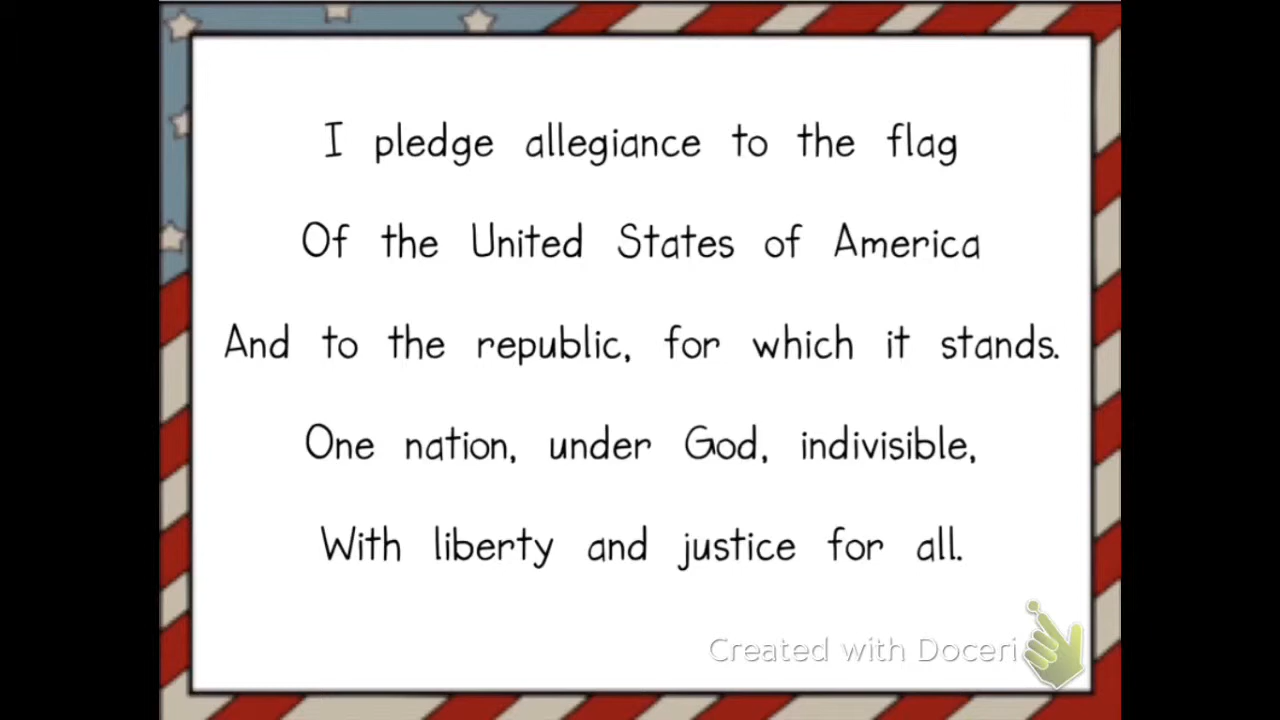 I pledge allegiance to the flag
Of the United States of America
And to the republic, for which it stands.
One nation, under God, indivisible,
With liberty and justice for all.
Created with Doceri